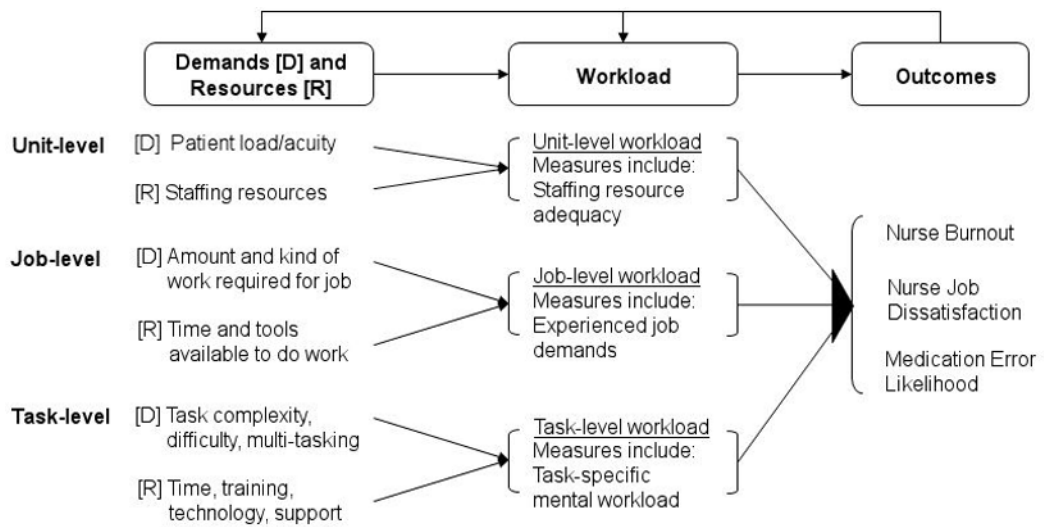 Demands [D] and
Resources [R]
Workload
Outcomes
Unit-level
[D] Patient load/acuity
[R] Staffing resources
Unit-level workload
Measures include:
Staffing resource
adequacy
Job-level
[D] Amount and kind of
work required for job
[R] Time and tools
available to do work
Job-level workload
Measures include:
Experienced job
demands
Task-level
[D] Task complexity,
difficulty, multi-tasking
[R] Time, training,
technology, support
Task-level workload
Measures include:
Task-specific
mental workload
Nurse Burnout
Nurse Job
Dissatisfaction
Medication Error
Likelihood